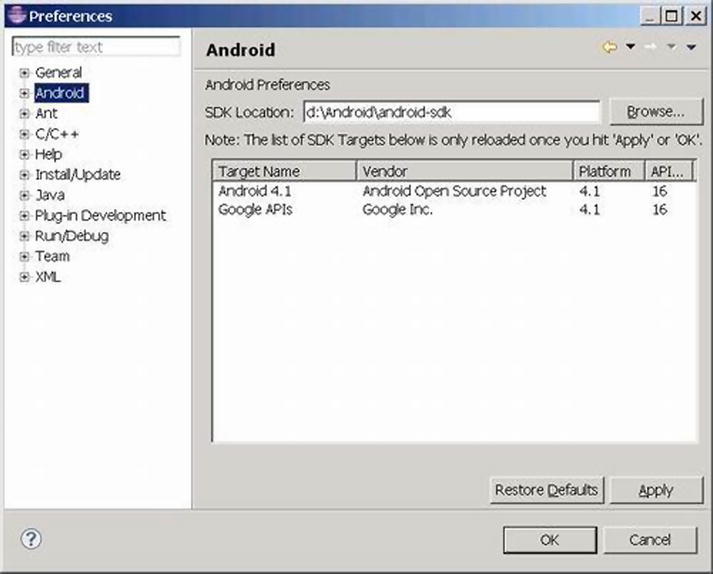 Preferences
type filter text
General
Android
Ant
C/C++
Help
Install/Update
Java
Plug-in Development
Run/Debug
Team
XML
Android
Android Preferences
SDK Location: d:\Android\android-sdk Browse...
Note: The list of SDK Targets below is only reloaded once you hit 'Apply' or 'OK'.
Target Name Vendor Platform API...
Android 4.1 Android Open Source Project 4.1 16
Google APIs Google Inc. 4.1 16
Restore Defaults Apply
? OK Cancel